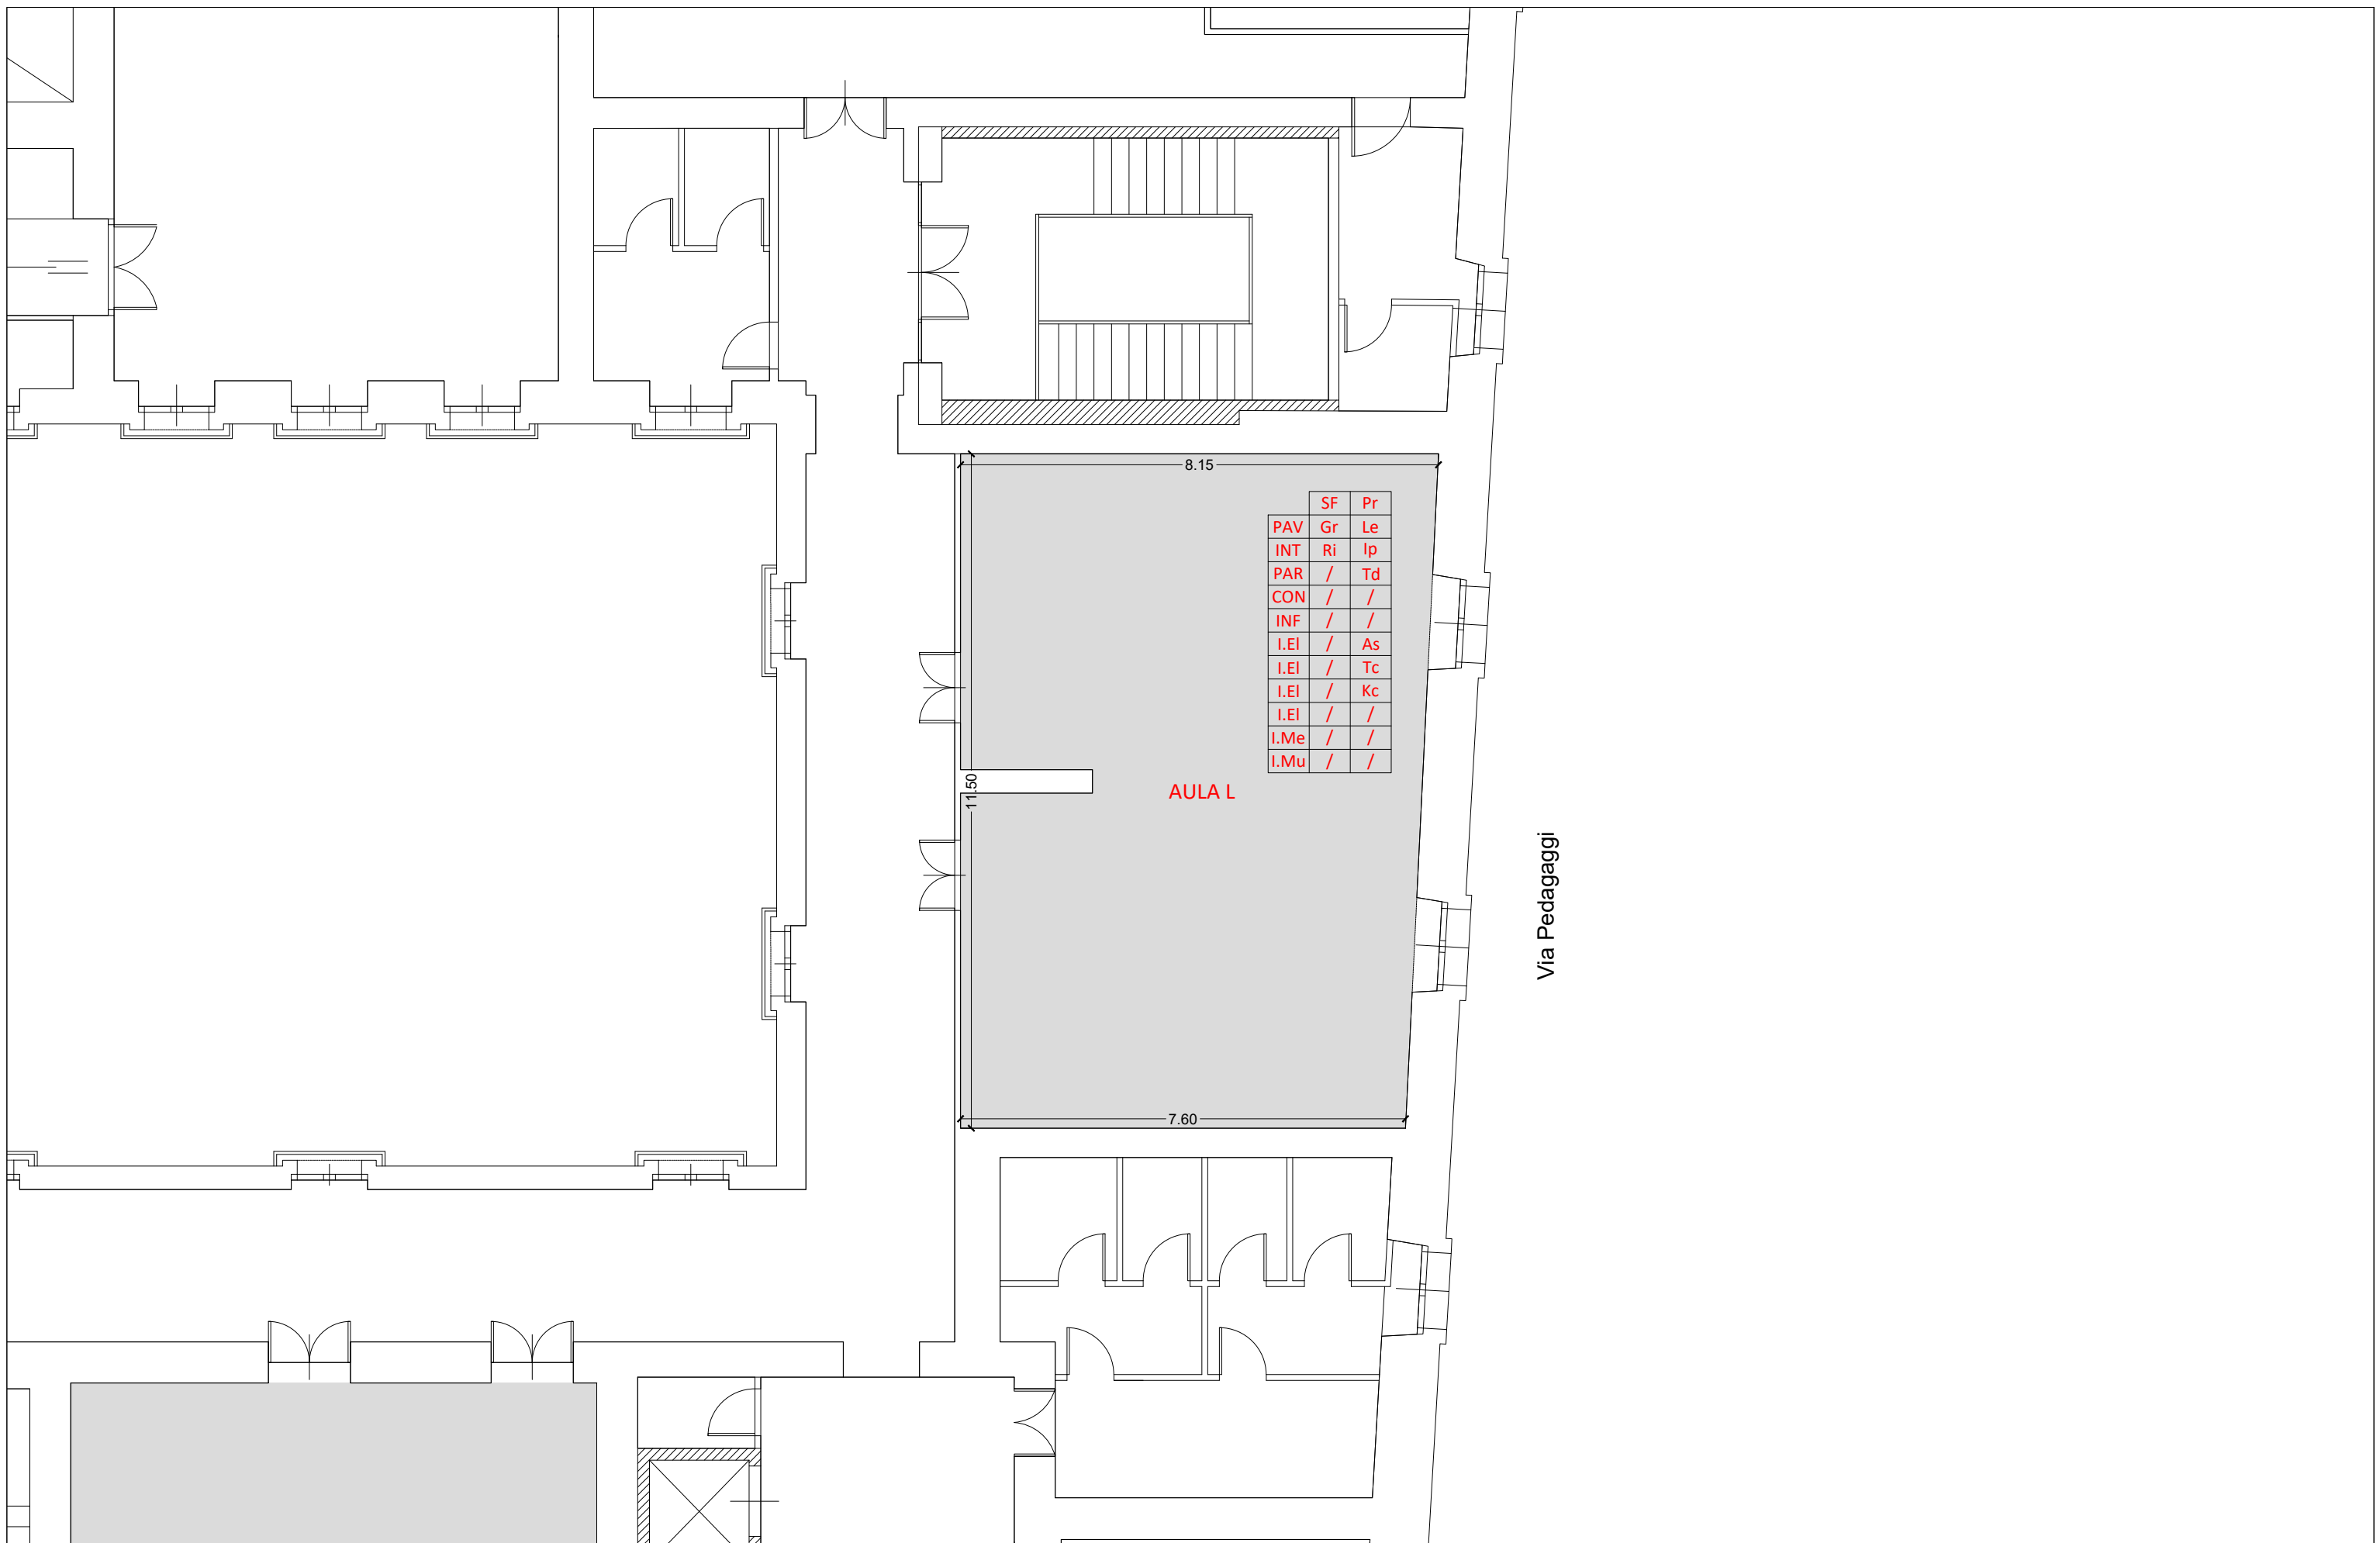 8.15
SF Pr
PAV Gr Le
INT Ri Ip
PAR / Td
CON / /
INF / /
I.El / As
I.El / Tc
I.El / Kc
I.El / /
I.Me / /
I.Mu / /
11.50
AULA L
Via Pedagaggi
7.60